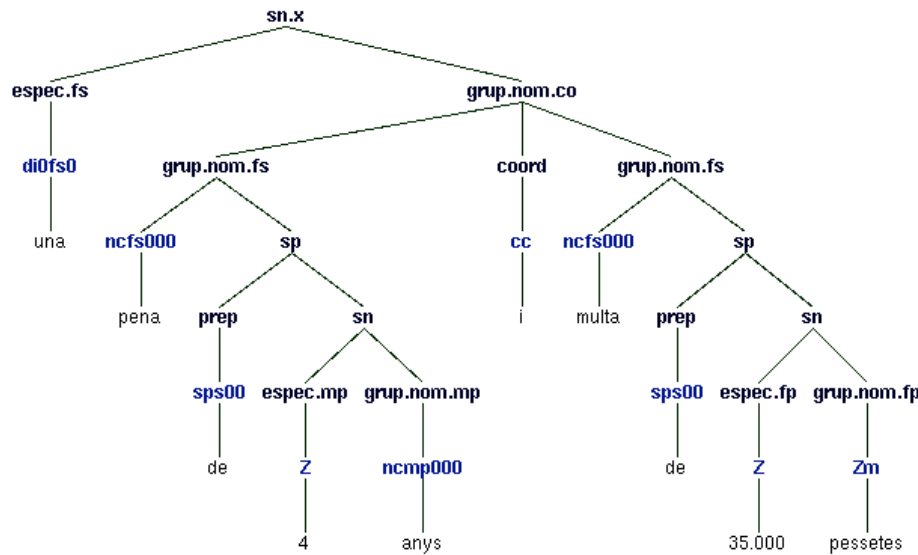 sn.x
espec.fs grup.nom.co
di0fs0 grup.nom.fs coord grup.nom.fs
una ncfs000 sp cc ncfs000 sp
pena prep sn i multa prep sn
sps00 espec.mp grup.nom.mp sps00 espec.fp grup.nom.fp
de Z ncmp000 de Z Zm
4 anys 35.000 pessetes